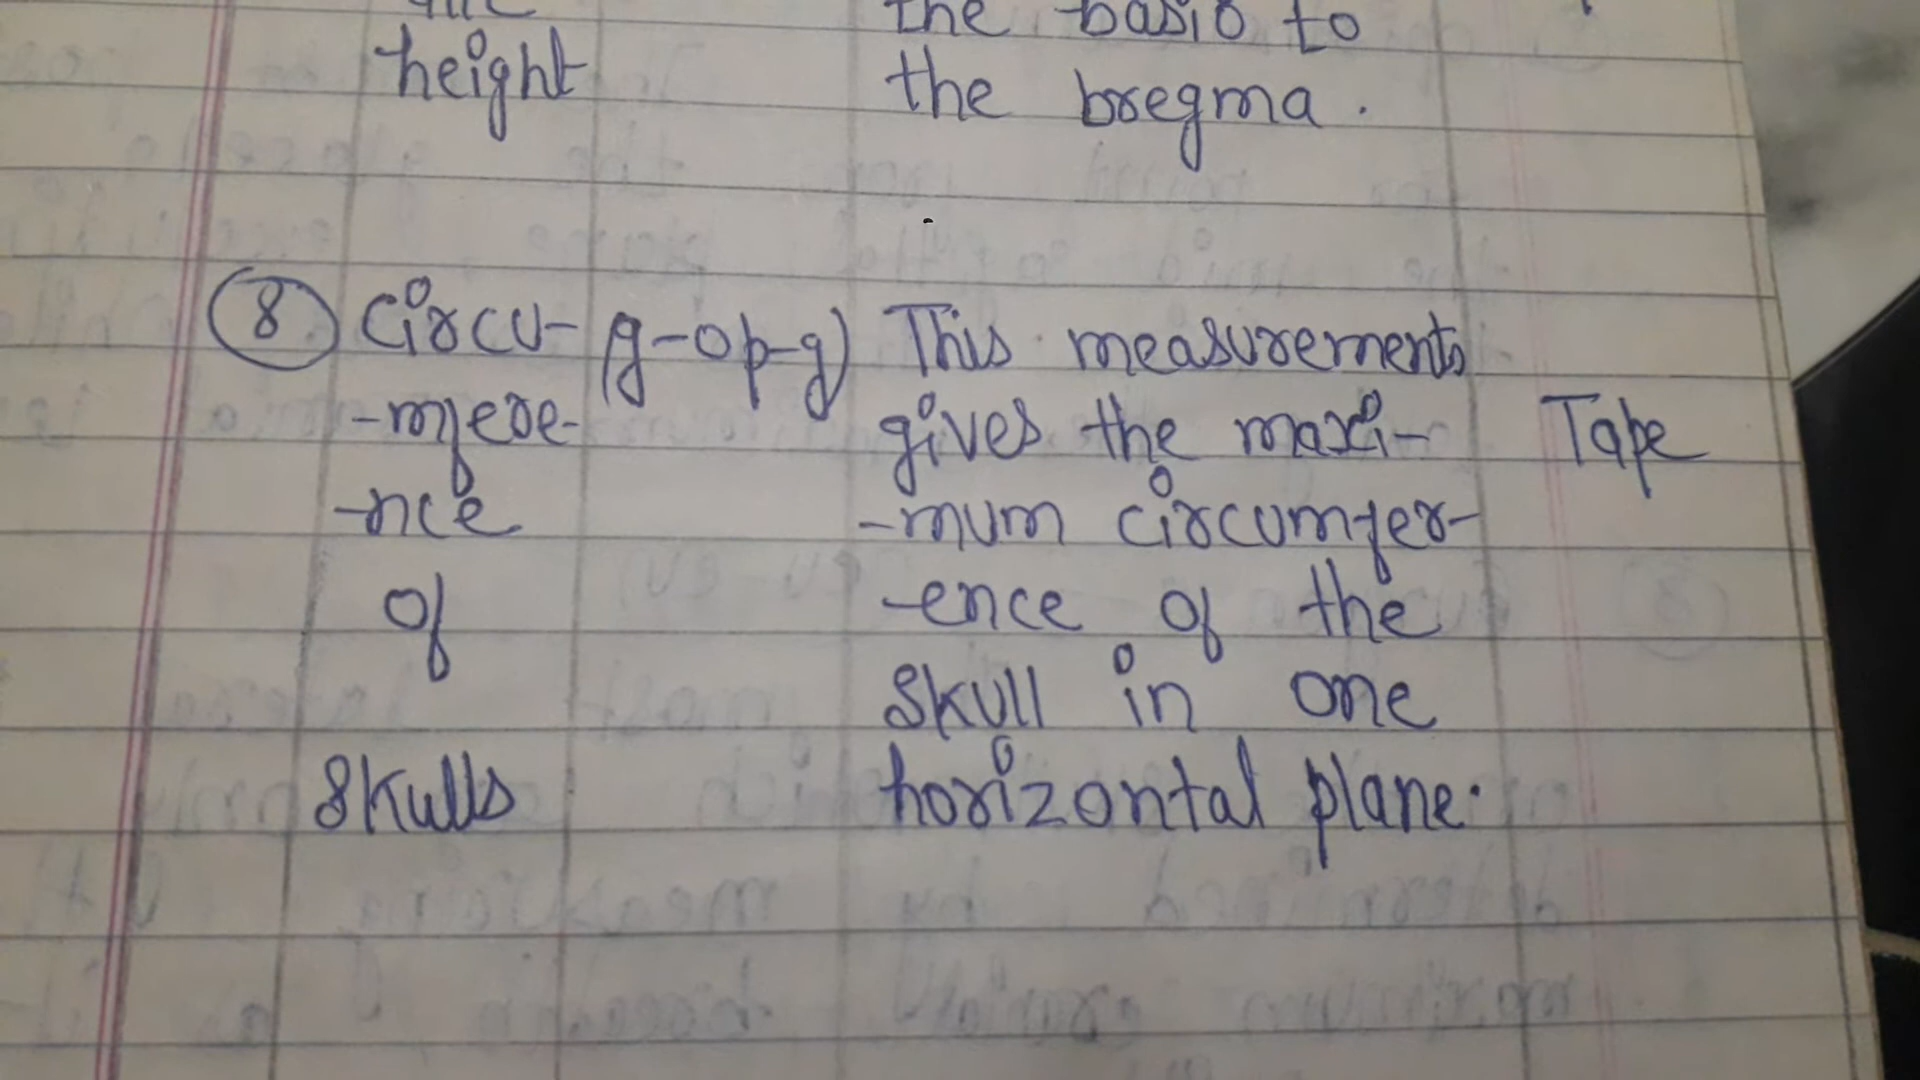 height
the basio to
the bregma.
8 Circu- (g-op-g) This measurements
-mfere- gives the maxi- Tape
-nce -mum circumfer-
of -ence of the
skull in one
Skulls horizontal plane.